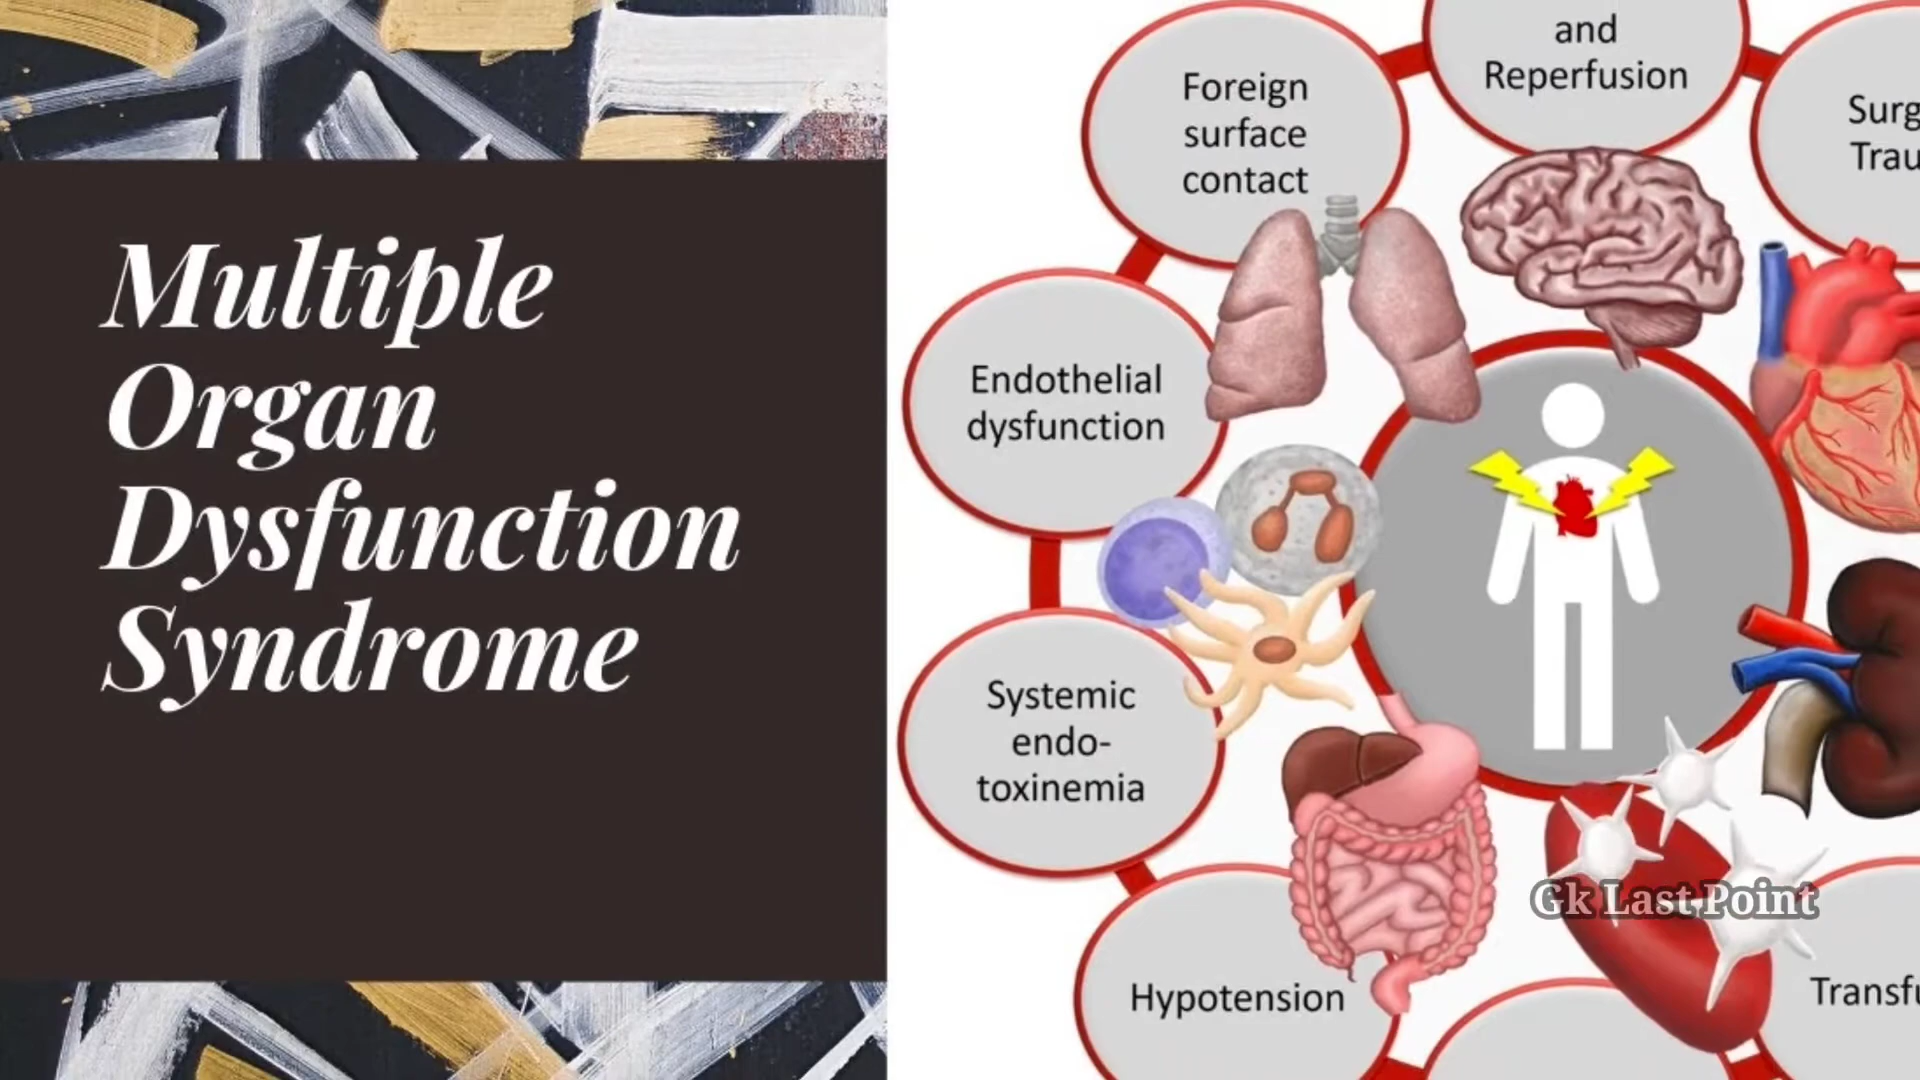 Multiple
Organ
Dysfunction
Syndrome
and
Reperfusion
Foreign
surface
contact
Endothelial
dysfunction
Systemic
endo-
toxinemia
Hypotension
Gk Last Point